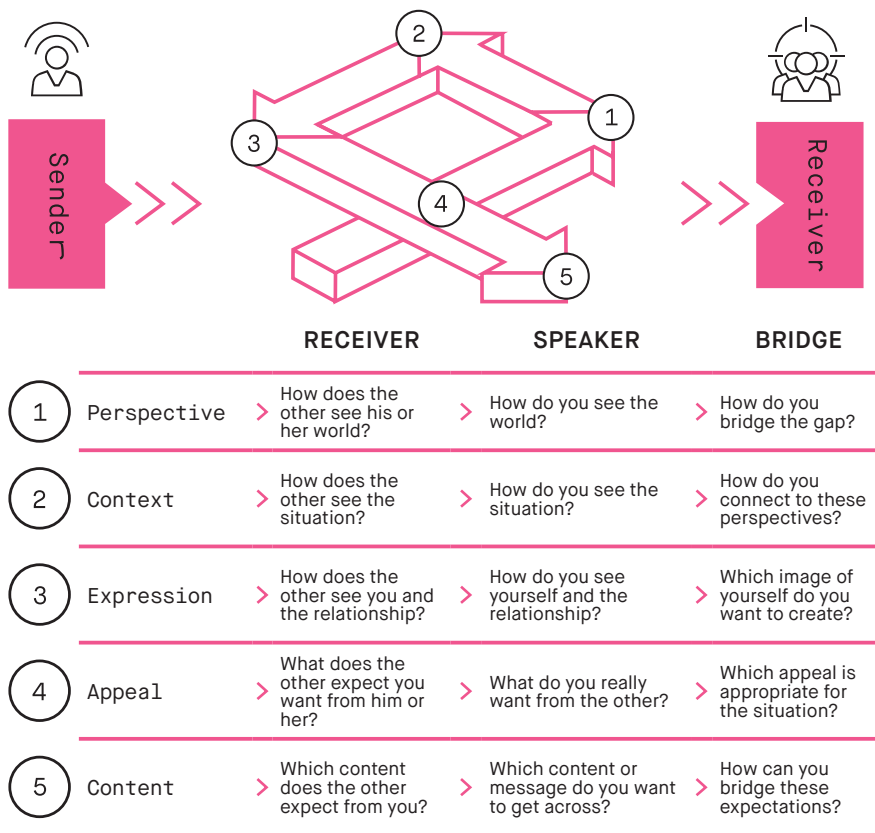 2
1
3
4
5
Sender
Receiver
RECEIVER
SPEAKER
BRIDGE
1
Perspective
How does the
other see his or
her world?
How do you see the
world?
How do you
bridge the gap?
2
Context
How does the
other see the
situation?
How do you see the
situation?
How do you
connect to these
perspectives?
3
Expression
How does the
other see you and
the relationship?
How do you see
yourself and the
relationship?
Which image of
yourself do you
want to create?
4
Appeal
What does the
other expect you
want from him or
her?
What do you really
want from the other?
Which appeal is
appropriate for
the situation?
5
Content
Which content
does the other
expect from you?
Which content or
message do you want
to get across?
How can you
bridge these
expectations?